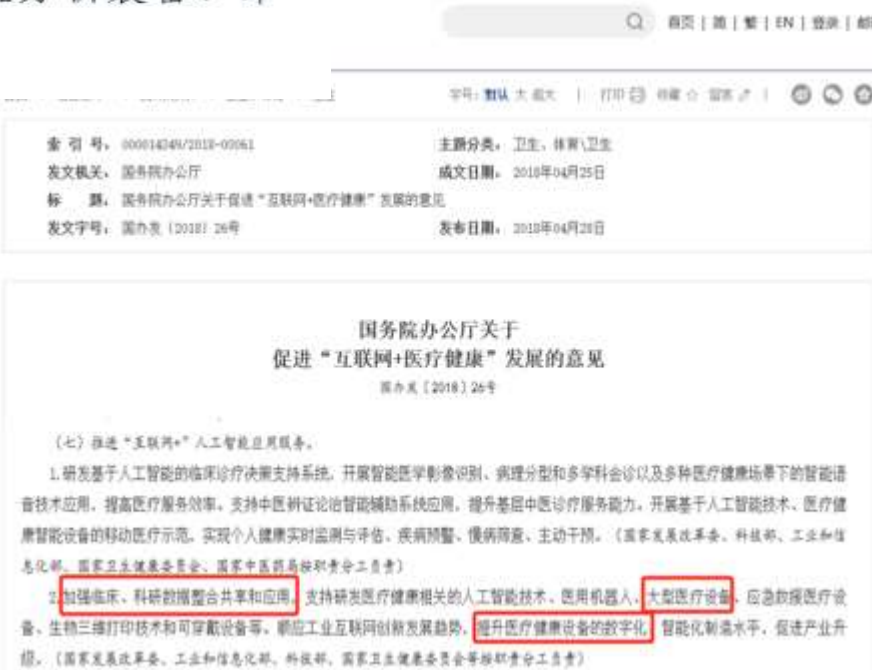 首页 | 简 | 繁 | EN | 登录 | 邮
字号：默认 大 超大 | 打印 收藏 留言 |
索 引 号： 000014349/2018-00061 主题分类： 卫生、体育\卫生
发文机关： 国务院办公厅 成文日期： 2018年04月25日
标 题： 国务院办公厅关于促进“互联网+医疗健康”发展的意见
发文字号： 国办发〔2018〕26号 发布日期： 2018年04月28日
国务院办公厅关于
促进“互联网+医疗健康”发展的意见
国办发〔2018〕26号
（七）推进“互联网+”人工智能应用服务。
1.研发基于人工智能的临床诊疗决策支持系统，开展智能医学影像识别、病理分型和多学科会诊以及多种医疗健康场景下的智能语
音技术应用，提高医疗服务效率。支持中医辨证论治智能辅助系统应用，提升基层中医诊疗服务能力。开展基于人工智能技术、医疗健
康智能设备的移动医疗示范，实现个人健康实时监测与评估、疾病预警、慢病筛查、主动干预。（国家发展改革委、科技部、工业和信
息化部、国家卫生健康委员会、国家中医药局按职责分工负责）
2.加强临床、科研数据整合共享和应用，支持研发医疗健康相关的人工智能技术、医用机器人、大型医疗设备、应急救援医疗设
备、生物三维打印技术和可穿戴设备等。顺应工业互联网创新发展趋势，提升医疗健康设备的数字化、智能化制造水平，促进产业升
级。（国家发展改革委、工业和信息化部、科技部、国家卫生健康委员会等按职责分工负责）